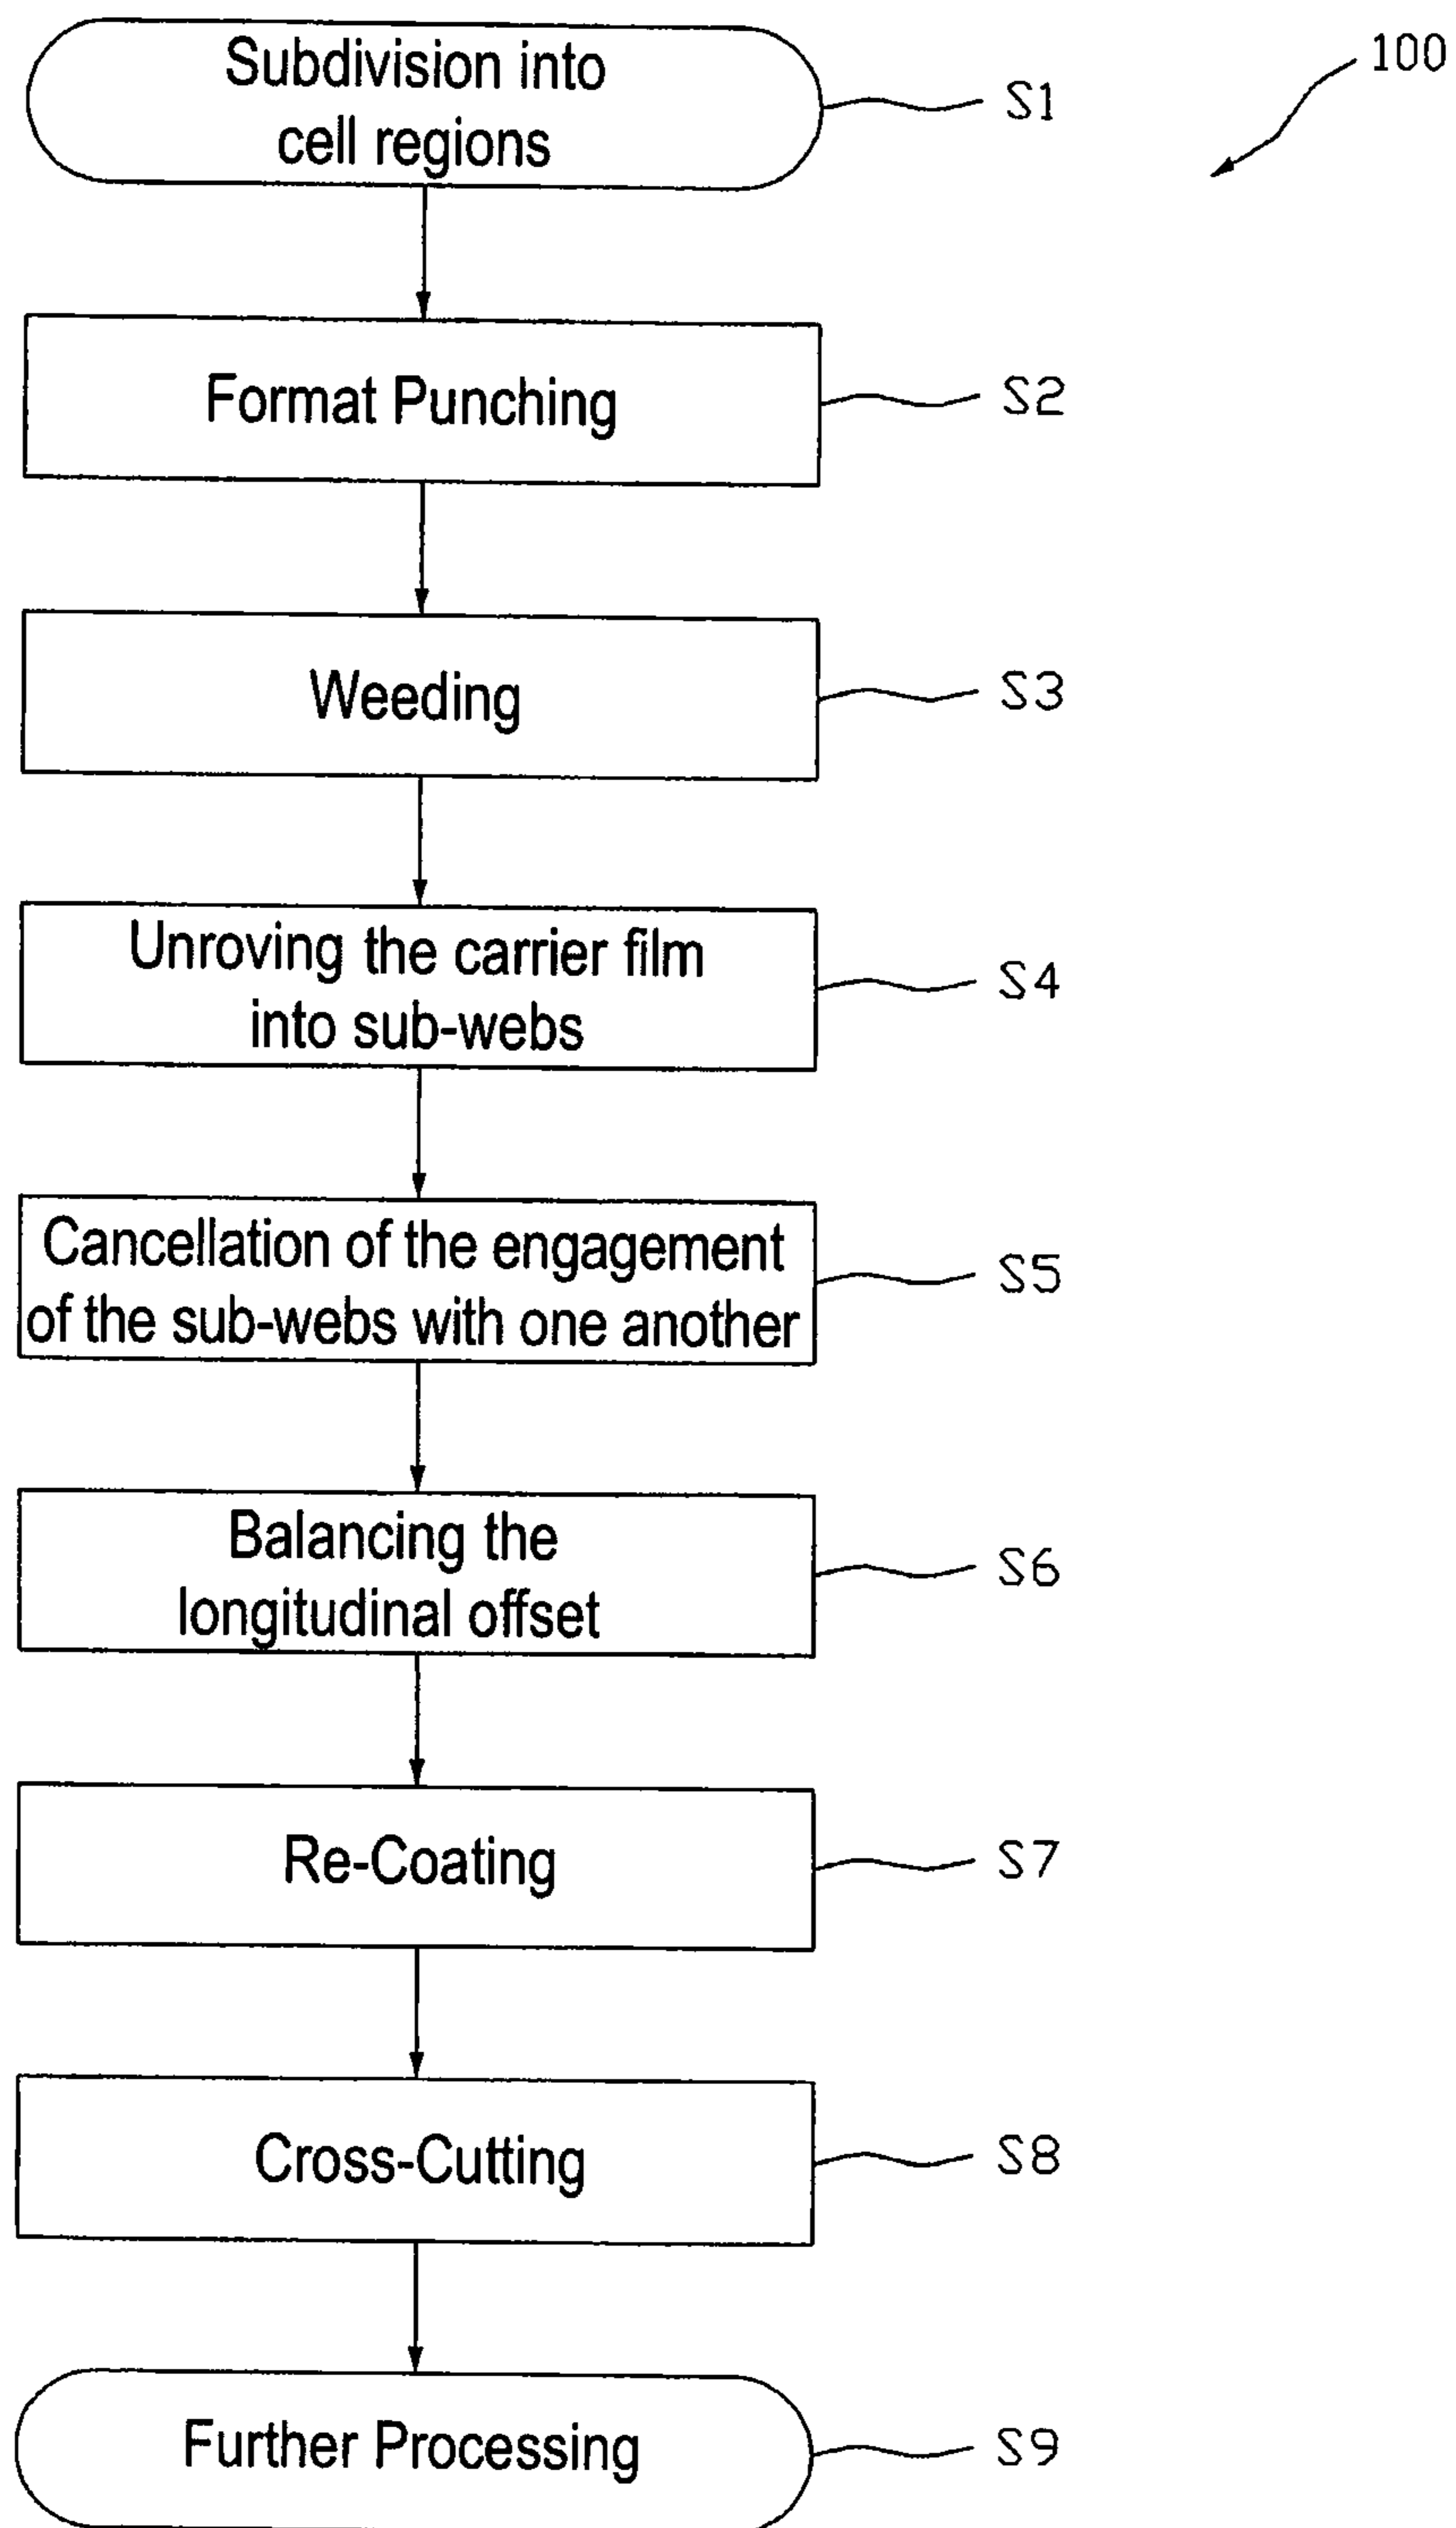 100
Subdivision into
cell regions
S1
Format Punching
S2
Weeding
S3
Unroving the carrier film
into sub-webs
S4
Cancellation of the engagement
of the sub-webs with one another
S5
Balancing the
longitudinal offset
S6
Re-Coating
S7
Cross-Cutting
S8
Further Processing
S9